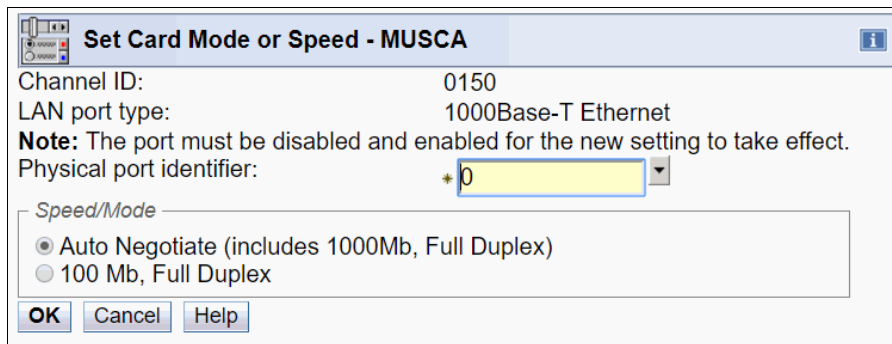 Set Card Mode or Speed - MUSCA
Channel ID: 0150
LAN port type: 1000Base-T Ethernet
Note: The port must be disabled and enabled for the new setting to take effect.
Physical port identifier: * 0
Speed/Mode
Auto Negotiate (includes 1000Mb, Full Duplex)
100 Mb, Full Duplex
OK Cancel Help